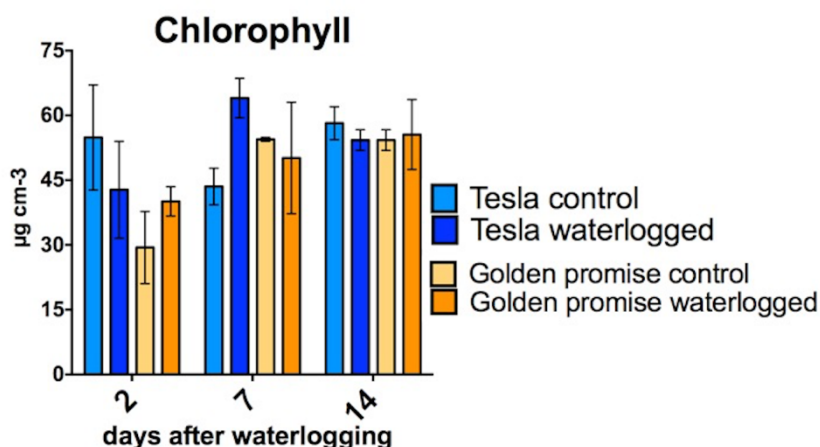 Chlorophyll
75
60
45
30
15
0
µg cm-3
2 7 14
days after waterlogging
Tesla control
Tesla waterlogged
Golden promise control
Golden promise waterlogged